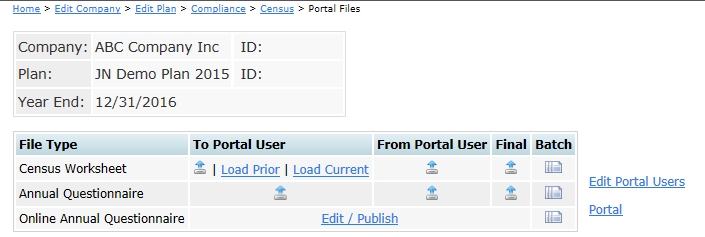 Home > Edit Company > Edit Plan > Compliance > Census > Portal Files
Company: ABC Company Inc ID:
Plan: JN Demo Plan 2015 ID:
Year End: 12/31/2016
File Type To Portal User From Portal User Final Batch
Census Worksheet | Load Prior | Load Current
Annual Questionnaire
Edit Portal Users
Online Annual Questionnaire Edit / Publish
Portal